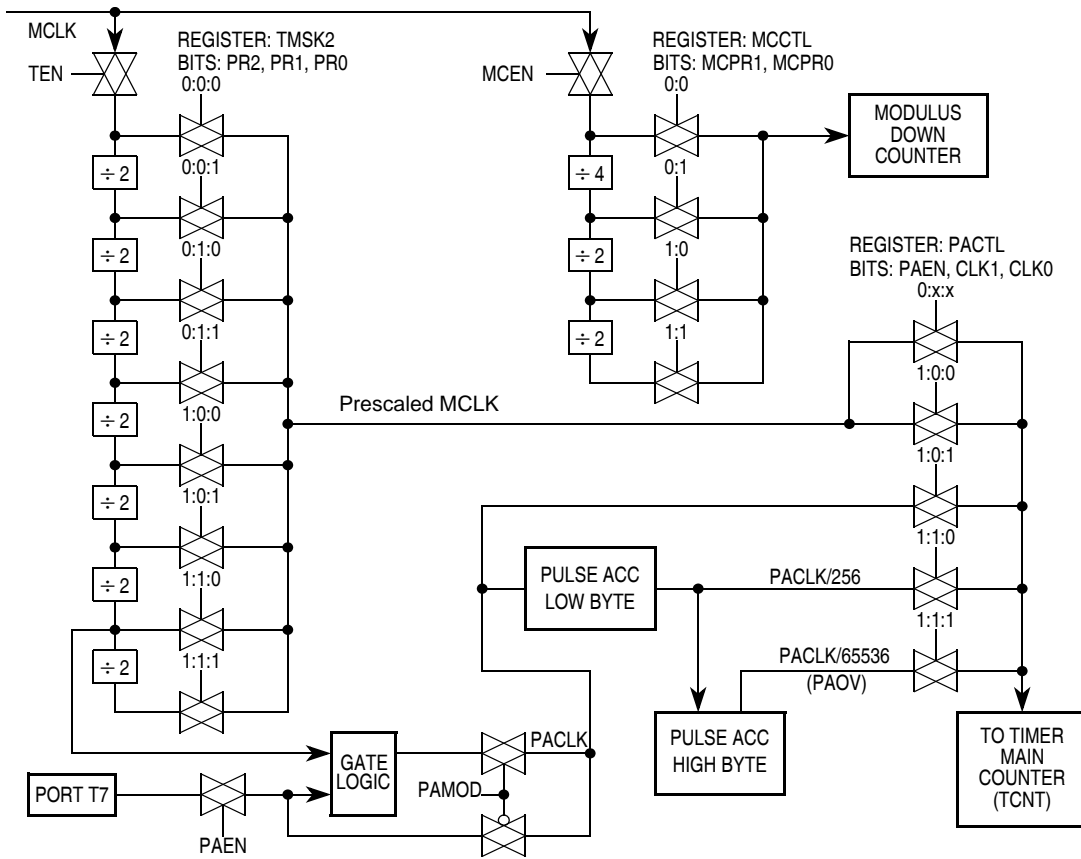 MCLK
TEN
REGISTER: TMSK2
BITS: PR2, PR1, PR0
0:0:0
0:0:1
0:1:0
0:1:1
1:0:0
1:0:1
1:1:0
1:1:1
÷ 2
÷ 2
÷ 2
÷ 2
÷ 2
÷ 2
÷ 2
MCEN
REGISTER: MCCTL
BITS: MCPR1, MCPR0
0:0
0:1
1:0
1:1
÷ 4
÷ 2
÷ 2
MODULUS
DOWN
COUNTER
REGISTER: PACTL
BITS: PAEN, CLK1, CLK0
0:x:x
1:0:0
1:0:1
1:1:0
1:1:1
Prescaled MCLK
PULSE ACC
LOW BYTE
PACLK/256
PACLK/65536
(PAOV)
PULSE ACC
HIGH BYTE
TO TIMER
MAIN
COUNTER
(TCNT)
GATE
LOGIC
PACLK
PAMOD
PORT T7
PAEN